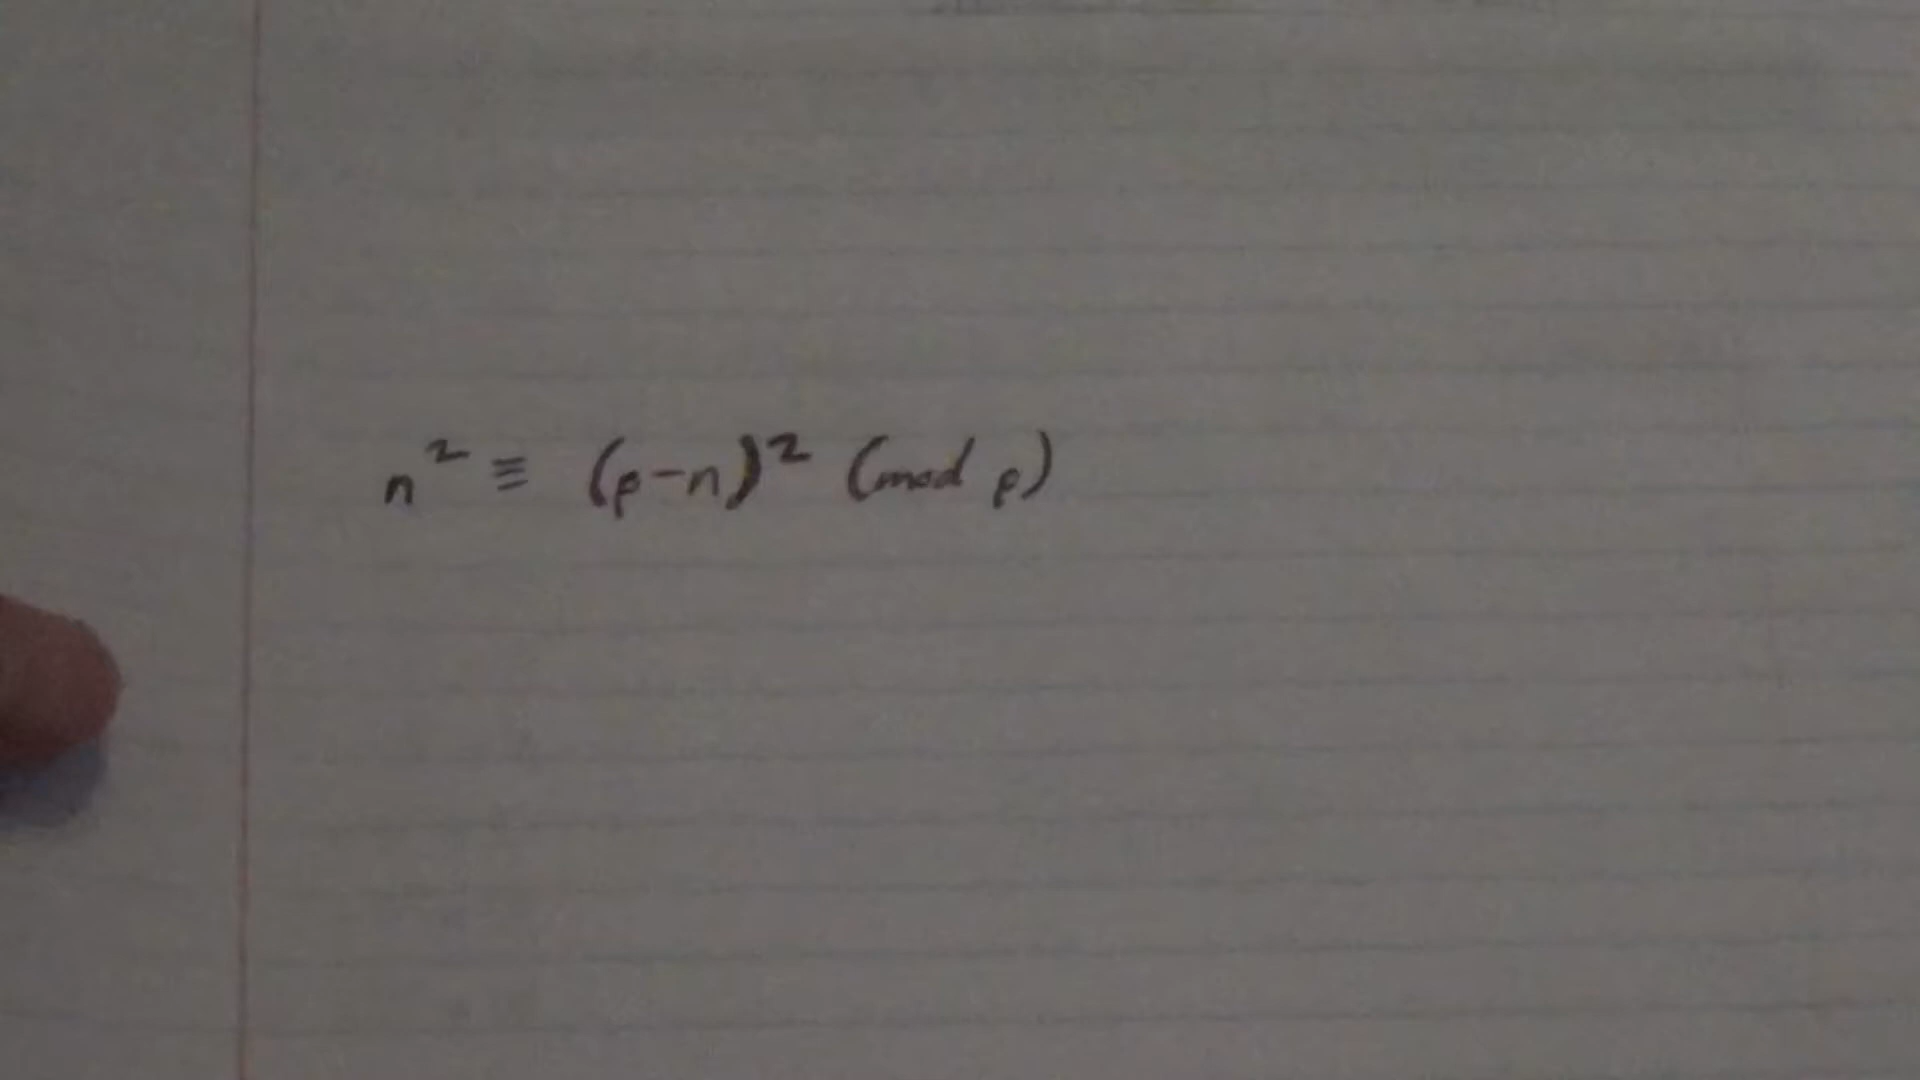 n² ≡ (p-n)² (mod p)